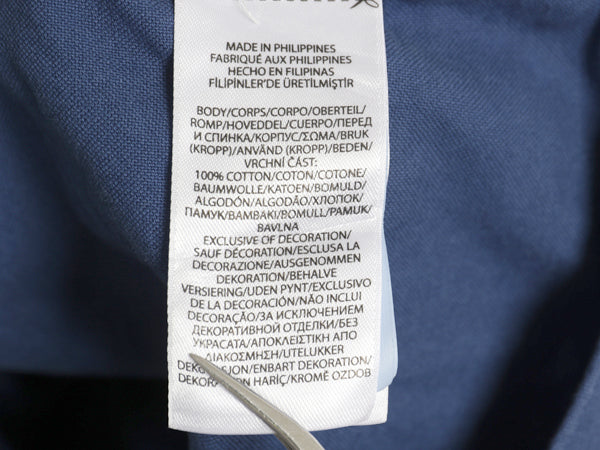 MADE IN PHILIPPINES
FABRIQUÉ AUX PHILIPPINES
HECHO EN FILIPINAS
FİLİPİNLER'DE ÜRETİLMİŞTİR
BODY/CORPS/CORPO/OBERTEIL/
ROMP/HOVEDDEL/CUERPO/ПЕРЕД
И СПИНКА/КОРПУС/ΣΩΜΑ/BRUK
(KROPP)/ANVÄND (KROPP)/BEDEN/
VRCHNÍ ČÁST:
100% COTTON/COTON/COTONE/
BAUMWOLLE/KATOEN/BOMULD/
ALGODÓN/ALGODÃO/ХЛОПОК/
ПАМУК/ΒΑΜΒΑΚΙ/BOMULL/PAMUK/
BAVLNA
EXCLUSIVE OF DECORATION/
SAUF DÉCORATION/ESCLUSA LA
DECORAZIONE/AUSGENOMMEN
DEKORATION/BEHALVE
VERSIERING/UDEN PYNT/EXCLUSIVO
DE LA DECORACIÓN/NÃO INCLUI
DECORAÇÃO/ЗА ИСКЛЮЧЕНИЕМ
ДЕКОРАТИВНОЙ ОТДЕЛКИ/БЕЗ
УКРАСАТА/ΑΠΟΚΛΕΙΣΤΙΚΗ ΑΠΟ
ΔΙΑΚΟΣΜΗΣΗ/UTELUKKER
/ENBART DEKORATION/
HARİÇ/KROMĚ OZDOB